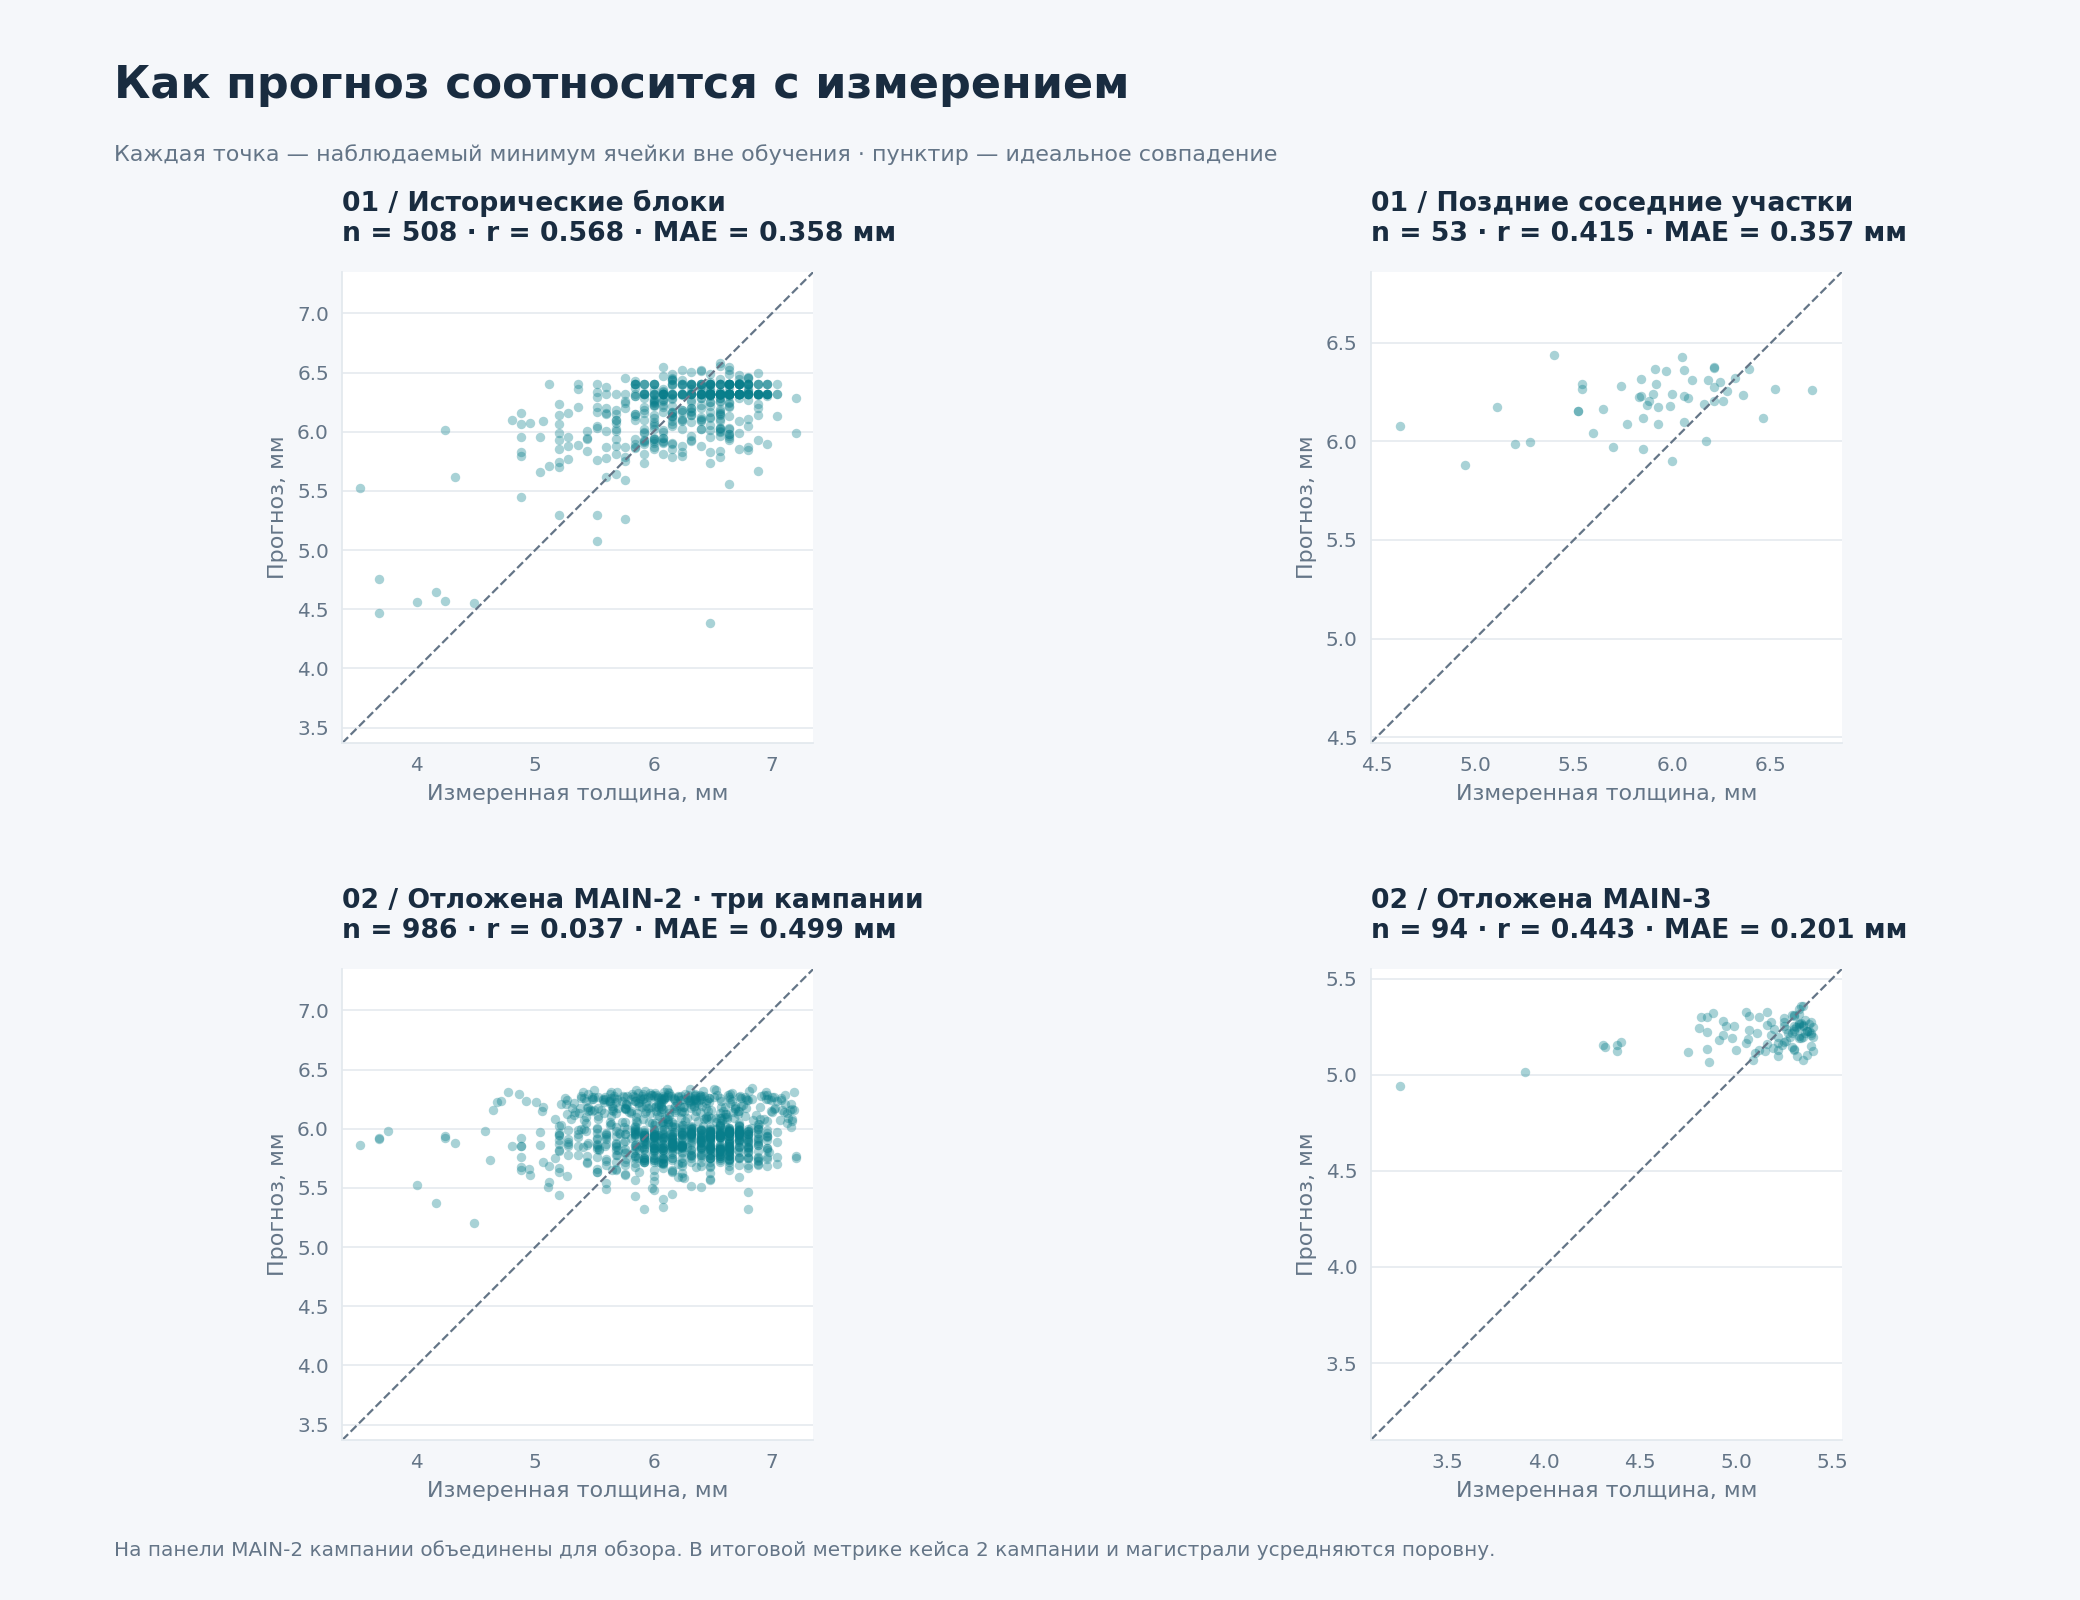 Как прогноз соотносится с измерением
Каждая точка — наблюдаемый минимум ячейки вне обучения · пунктир — идеальное совпадение
01 / Исторические блоки
n = 508 · r = 0.568 · MAE = 0.358 мм
7.0
6.5
6.0
5.5
5.0
4.5
4.0
3.5
Прогноз, мм
4 5 6 7
Измеренная толщина, мм
01 / Поздние соседние участки
n = 53 · r = 0.415 · MAE = 0.357 мм
6.5
6.0
5.5
5.0
4.5
Прогноз, мм
4.5 5.0 5.5 6.0 6.5
Измеренная толщина, мм
02 / Отложена MAIN-2 · три кампании
n = 986 · r = 0.037 · MAE = 0.499 мм
7.0
6.5
6.0
5.5
5.0
4.5
4.0
3.5
Прогноз, мм
4 5 6 7
Измеренная толщина, мм
02 / Отложена MAIN-3
n = 94 · r = 0.443 · MAE = 0.201 мм
5.5
5.0
4.5
4.0
3.5
Прогноз, мм
3.5 4.0 4.5 5.0 5.5
Измеренная толщина, мм
На панели MAIN-2 кампании объединены для обзора. В итоговой метрике кейса 2 кампании и магистрали усредняются поровну.